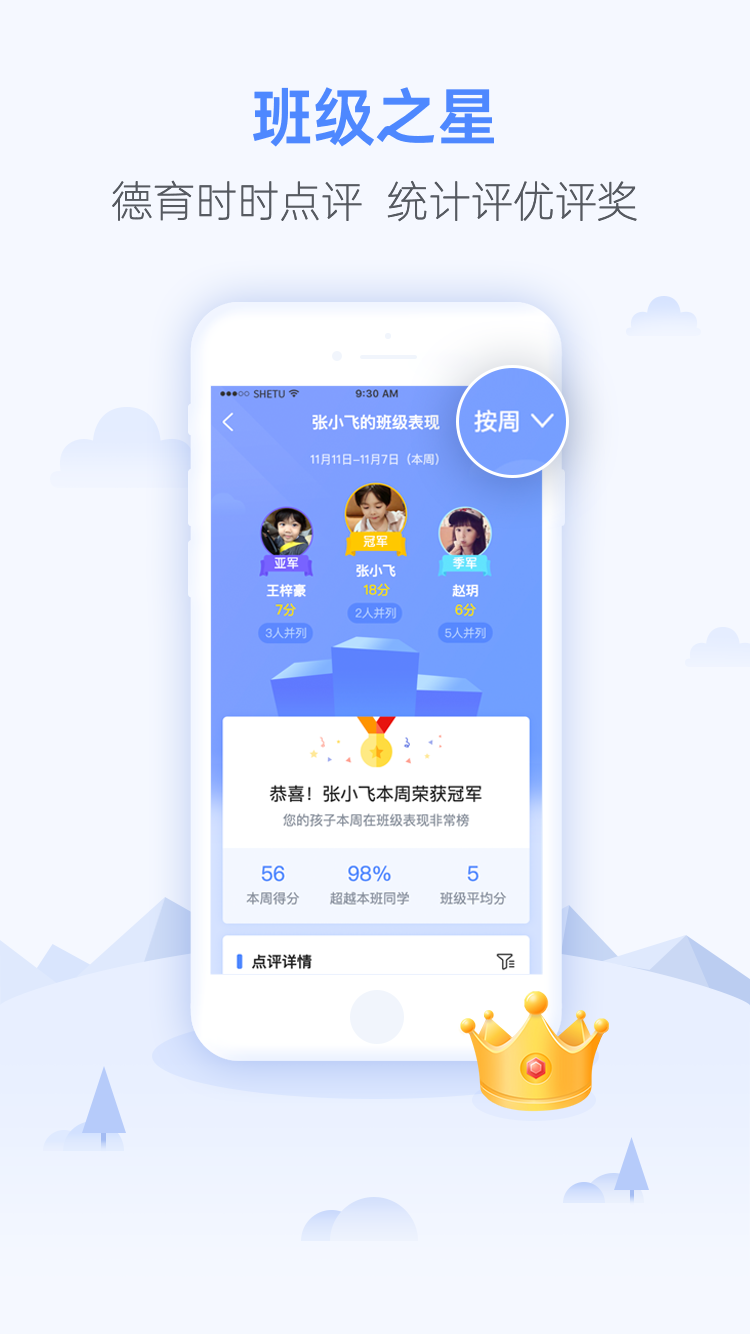 班级之星
德育时时点评 统计评优评奖
SHETU 9:30 AM
张小飞的班级表现
按周
11月11日-11月7日（本周）
冠军
亚军
季军
张小飞
王梓豪
赵玥
18分
7分
6分
2人并列
3人并列
5人并列
恭喜！张小飞本周荣获冠军
您的孩子本周在班级表现非常榜
56 98% 5
本周得分 超越本班同学 班级平均分
点评详情